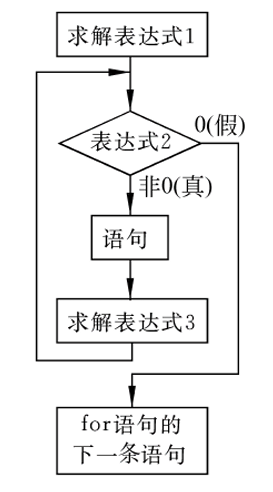 求解表达式1
表达式2
0(假)
非0(真)
语句
求解表达式3
for语句的
下一条语句